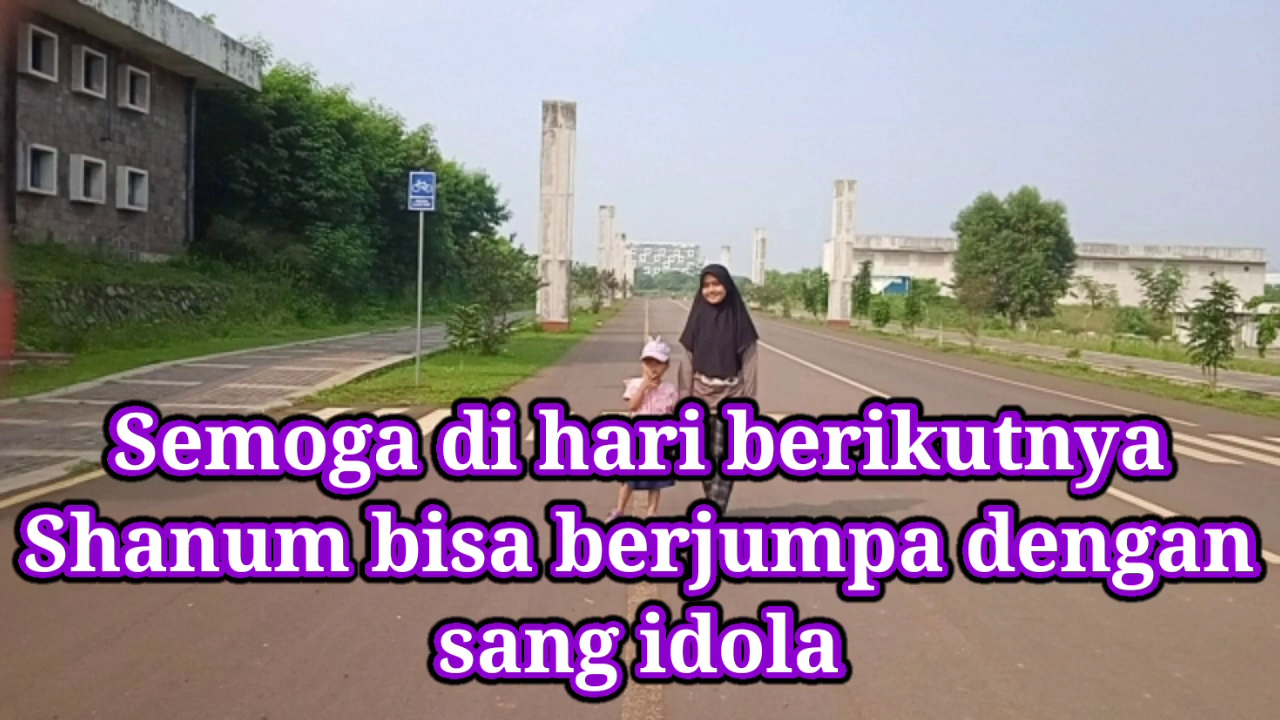 Semoga di hari berikutnya
Shanum bisa berjumpa dengan
sang idola